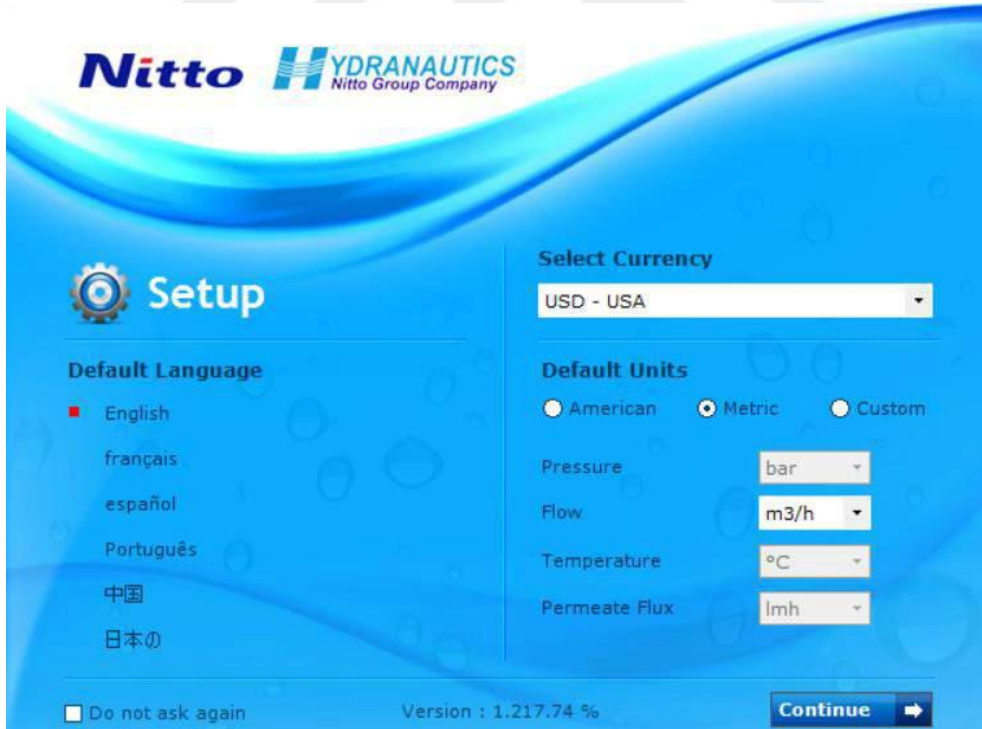 Nitto HYDRANAUTICS
Nitto Group Company
Setup
Default Language
English
français
español
Português
中国
日本の
Select Currency
USD - USA
Default Units
American Metric Custom
Pressure bar
Flow m3/h
Temperature °C
Permeate Flux lmh
Do not ask again Version : 1.217.74 % Continue